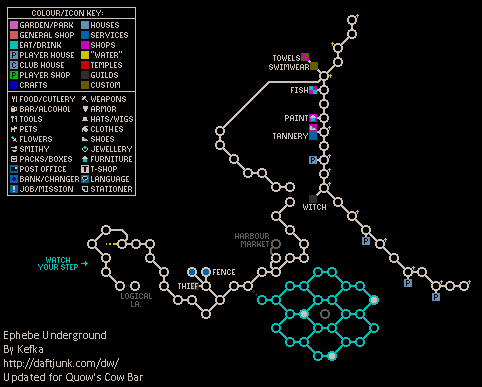 COLOUR/ICON KEY:
GARDEN/PARK
HOUSES
GENERAL SHOP
SERVICES
EAT/DRINK
SHOPS
P PLAYER HOUSE
"WATER"
C CLUB HOUSE
TEMPLES
P PLAYER SHOP
GUILDS
CRAFTS
CUSTOM
FOOD/CUTLERY
WEAPONS
BAR/ALCOHOL
ARMOR
TOOLS
HATS/WIGS
PETS
CLOTHES
FLOWERS
SHOES
SMITHY
JEWELLERY
PACKS/BOXES
FURNITURE
POST OFFICE
T T-SHOP
BANK/CHANGER
LANGUAGE
JOB/MISSION
STATIONER
TOWELS
SWIMWEAR
FISH
PAINT
TANNERY
P
WITCH
P
P
P
HARBOUR
MARKET
WATCH
YOUR STEP
FENCE
THIEF
LOGICAL
LA.
Ephebe Underground
By Kefka
http://daftjunk.com/dw/
Updated for Quow's Cow Bar